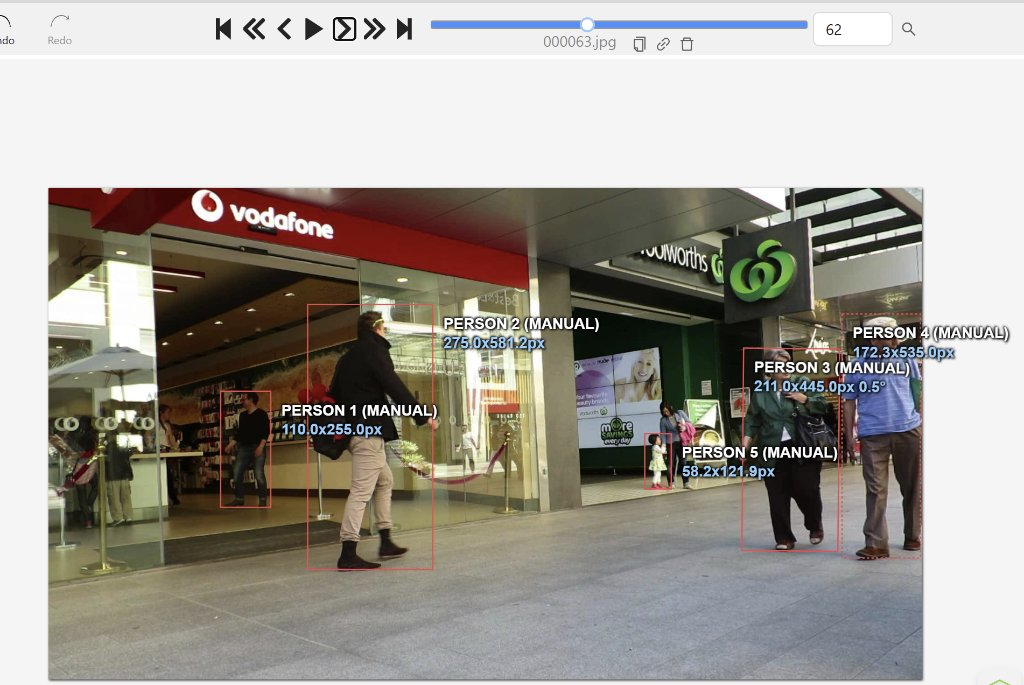 ndo
Redo
000063.jpg
62
vodafone
oolworths
PERSON 2 (MANUAL)
275.0x581.2px
PERSON 4 (MANUAL)
172.3x535.0px
PERSON 3 (MANUAL)
211.0x445.0px 0.5°
PERSON 1 (MANUAL)
110.0x255.0px
more
SAVINGS
every day
PERSON 5 (MANUAL)
58.2x121.9px